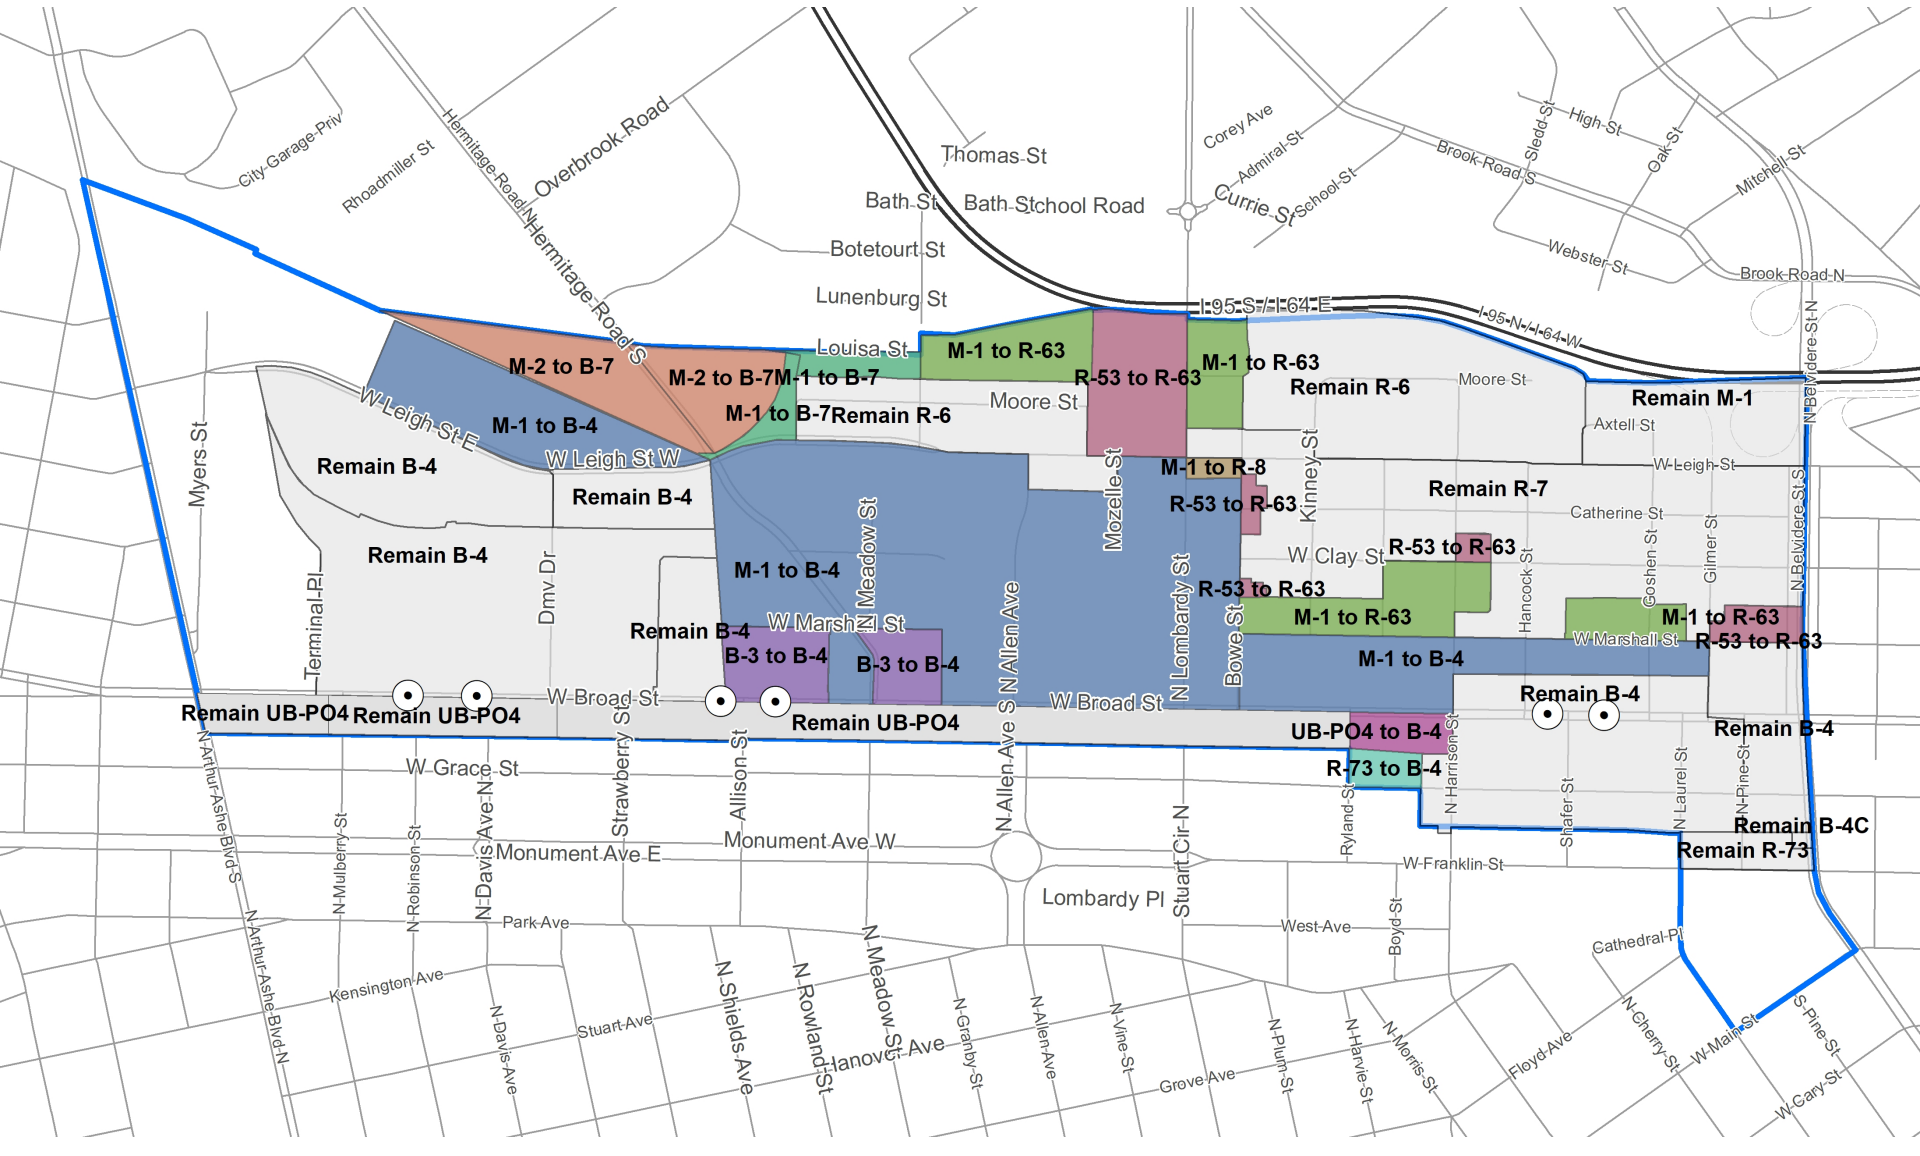 City-Garage-Priv
Rhoadmiller St
Hermitage-Road-N
Overbrook Road
Hermitage-Road S
Thomas St
Bath St
Bath St
School Road
Botetourt St
Lunenburg St
Louisa St
Corey Ave
Admiral-St
Currie St
School-St
Brook-Road-S
Sledd-St
High-St
Oak-St
Mitchell-St
Webster-St
Brook-Road N
I 95 S / I 64 E
I 95-N / I-64-W
N Belvidere-St-N
M-2 to B-7
M-2 to B-7
M-1 to B-7
M-1 to R-63
R-53 to R-63
M-1 to R-63
Remain R-6
Moore St
Remain M-1
Axtell St
M-1 to B-7
Remain R-6
Moore St
W-Leigh-St E
M-1 to B-4
Myers-St
Remain B-4
W Leigh St W
Remain B-4
Mozelle-St
M-1 to R-8
Kinney-St
W-Leigh-St
Remain R-7
R-53 to R-63
Catherine St
N-Belvidere-St-S
Remain B-4
Terminal-Pl
Dmv Dr
M-1 to B-4
N Meadow St
N Allen Ave
N Lombardy St
W Clay St
R-53 to R-63
Hancock-St
Goshen-St
Gilmer-St
R-53 to R-63
Bowe St
M-1 to R-63
M-1 to R-63
W-Marshall St
R-53 to R-63
Remain B-4
W Marshall St
B-3 to B-4
B-3 to B-4
M-1 to B-4
W Broad St
W Broad St
Remain B-4
Remain UB-PO4
Remain UB-PO4
Remain UB-PO4
UB-PO4 to B-4
Remain B-4
R-73 to B-4
N-Arthur-Ashe-Blvd-S
W Grace St
Strawberry St
Allison-St
N-Allen-Ave S
Stuart-Cir-N
Ryland-St
N Harrison-St
Shafer-St
N-Laurel-St
N-Pine-St
Remain B-4C
Remain R-73
N-Mulberry-St
N-Robinson-St
N-Davis-Ave-N
Monument Ave W
Monument Ave E
W Franklin St
Lombardy Pl
Park Ave
West-Ave
Boyd-St
Cathedral-Pl
N-Arthur-Ashe-Blvd-N
Kensington-Ave
N-Davis-Ave
Stuart-Ave
N-Shields-Ave
N-Rowland-St
N-Meadow-St
Hanover Ave
N-Granby-St
N-Allen-Ave
N-Vine-St
Grove-Ave
N-Plum-St
N-Harvie-St
N-Morris-St
Floyd-Ave
N-Cherry-St
W-Main-St
S-Pine-St
W-Cary-St